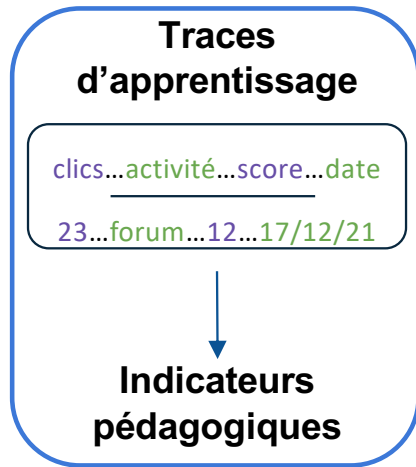 Traces
d’apprentissage
clics...activité...score...date
23...forum...12...17/12/21
Indicateurs
pédagogiques